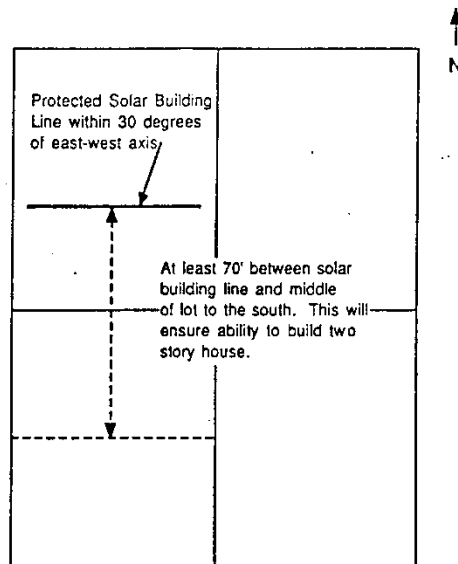 N
Protected Solar Building
Line within 30 degrees
of east-west axis
At least 70' between solar
building line and middle
of lot to the south. This will
ensure ability to build two
story house.